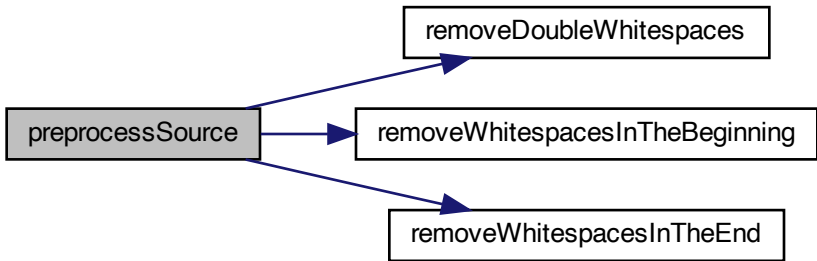 removeDoubleWhitespaces
preprocessSource
removeWhitespacesInTheBeginning
removeWhitespacesInTheEnd